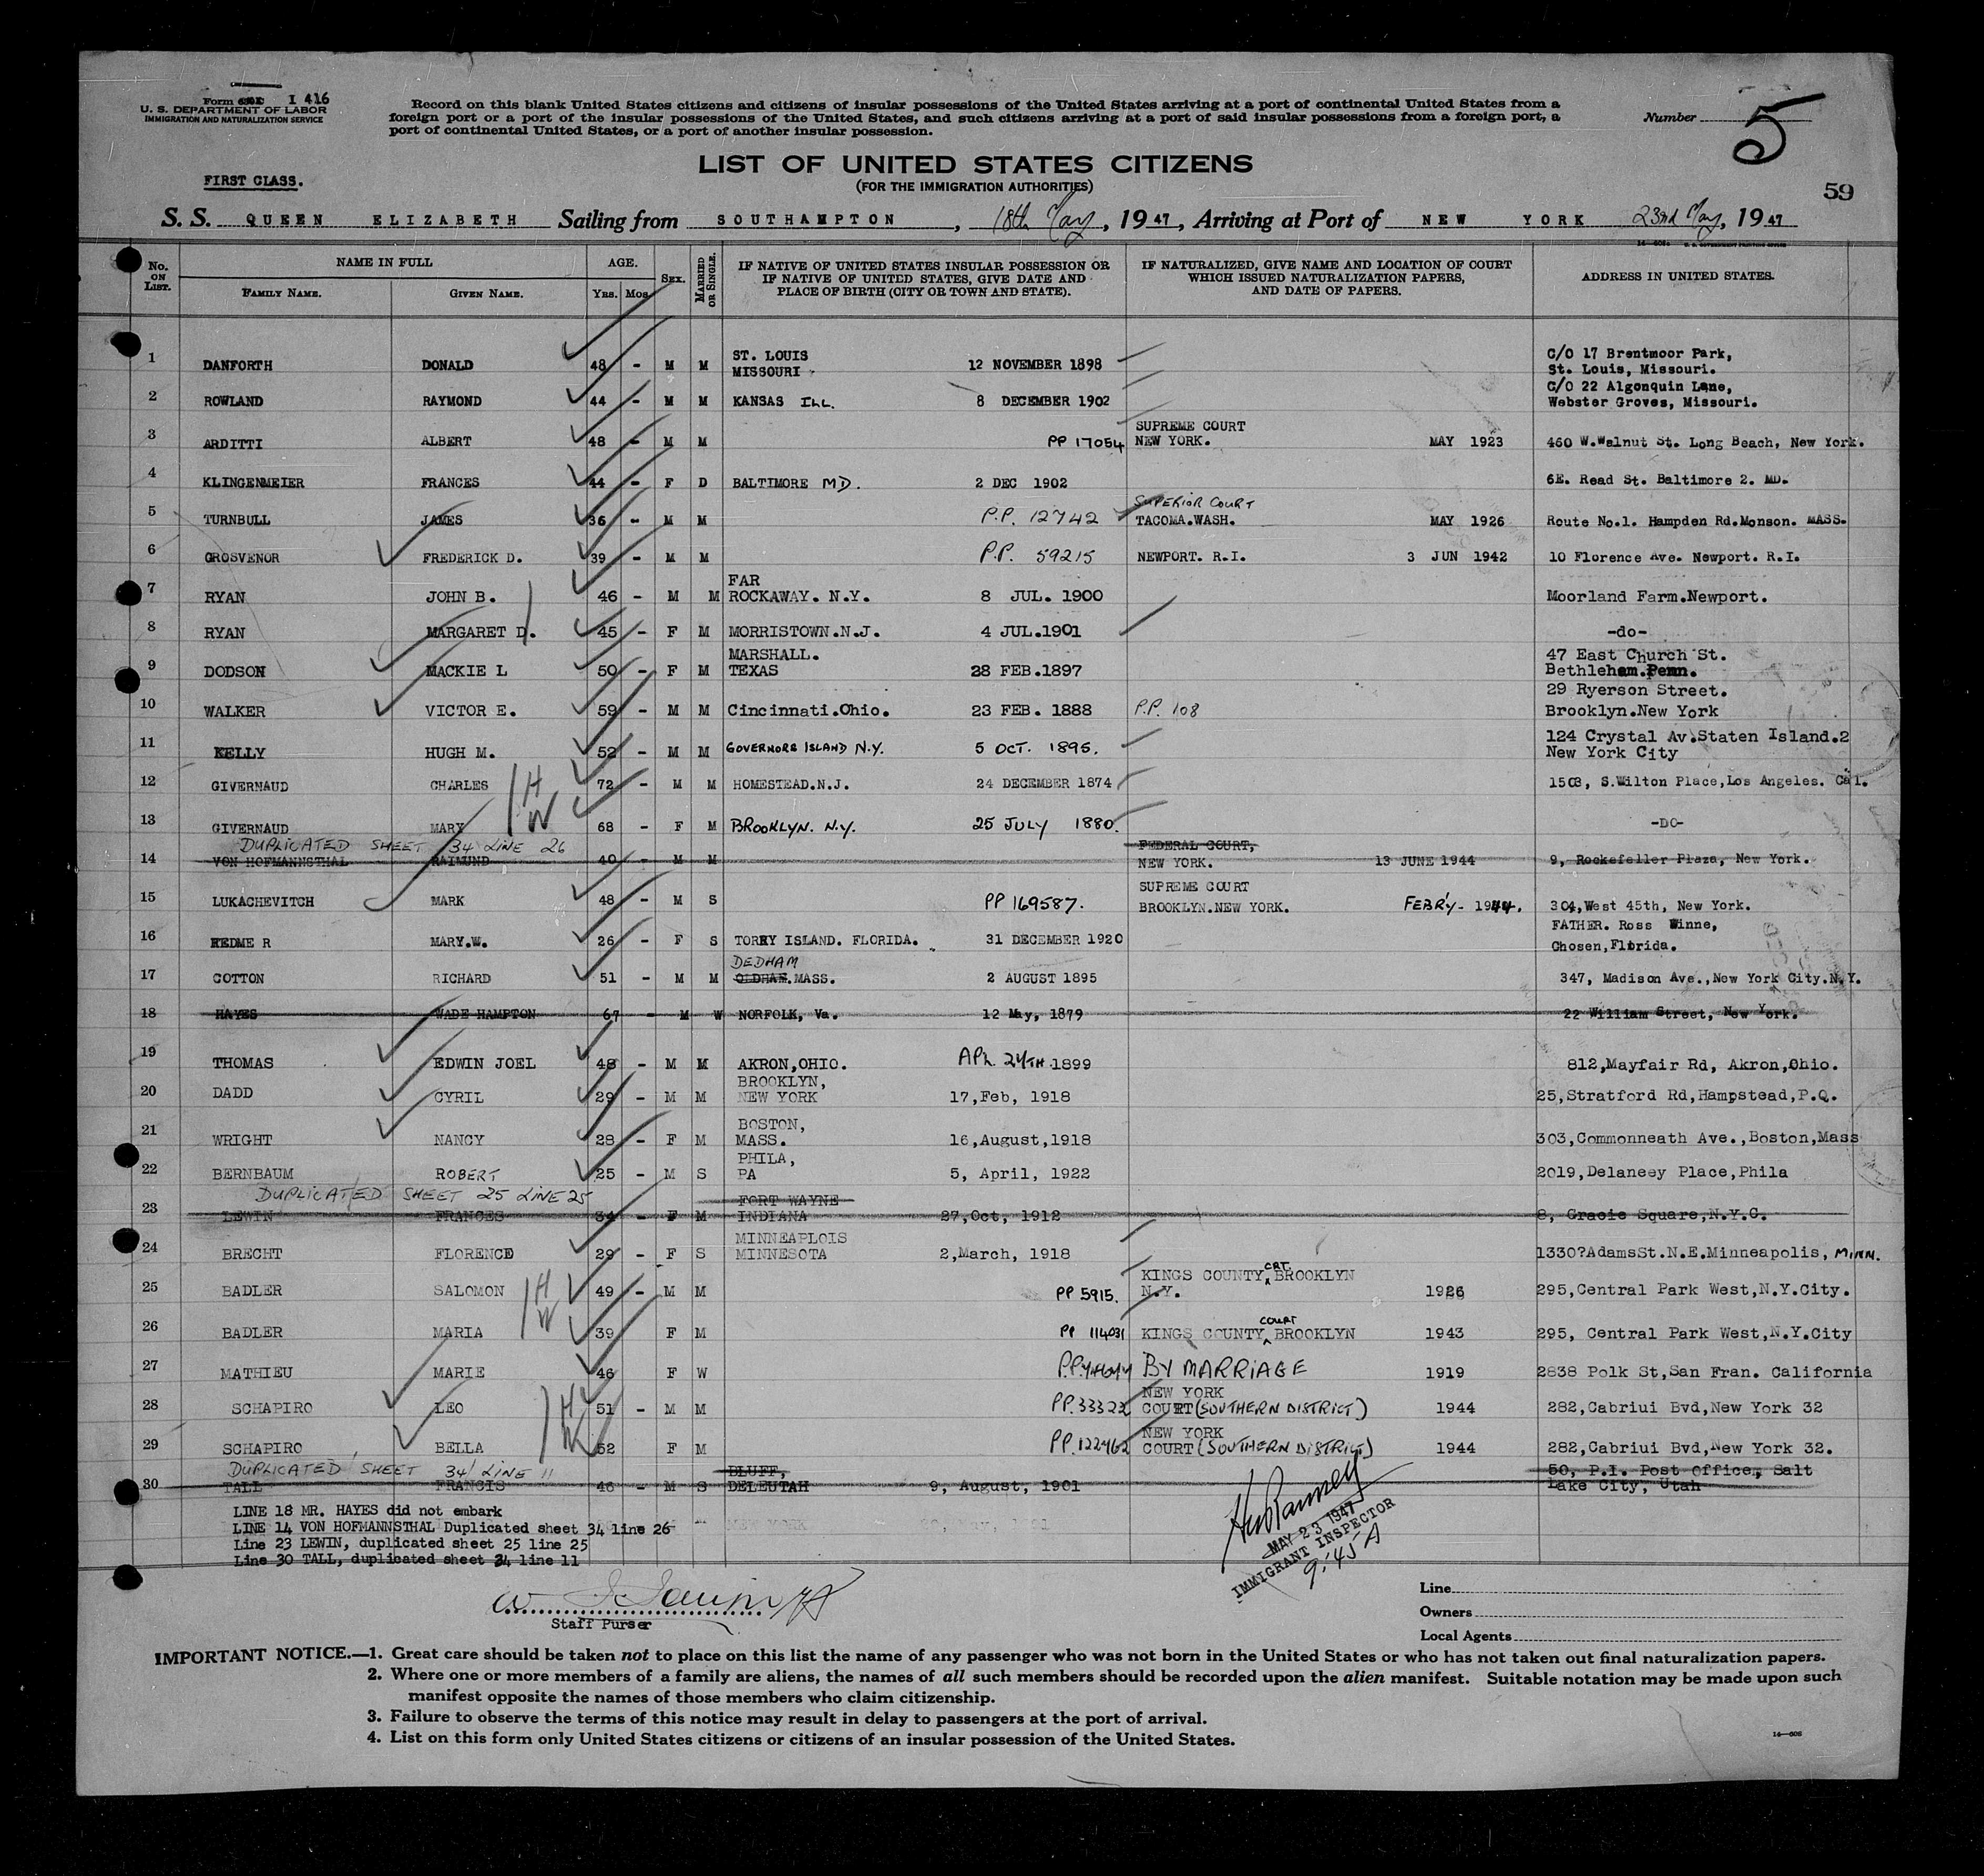 Form I 416
U. S. DEPARTMENT OF LABOR
IMMIGRATION AND NATURALIZATION SERVICE
Record on this blank United States citizens and citizens of insular possessions of the United States arriving at a port of continental United States from a
foreign port or a port of the insular possessions of the United States, and such citizens arriving at a port of said insular possessions from a foreign port, a
port of continental United States, or a port of another insular possession.
Number 5
LIST OF UNITED STATES CITIZENS
(FOR THE IMMIGRATION AUTHORITIES)
FIRST CLASS.
59
S. S. QUEEN ELIZABETH Sailing from SOUTHAMPTON, 18th May, 1947, Arriving at Port of NEW YORK 23nd May, 1947
No. ON LIST. NAME IN FULL AGE. SEX. MARRIED OR SINGLE. IF NATIVE OF UNITED STATES INSULAR POSSESSION OR IF NATIVE OF UNITED STATES, GIVE DATE AND PLACE OF BIRTH (CITY OR TOWN AND STATE). IF NATURALIZED, GIVE NAME AND LOCATION OF COURT WHICH ISSUED NATURALIZATION PAPERS, AND DATE OF PAPERS. ADDRESS IN UNITED STATES.
FAMILY NAME. GIVEN NAME. YRS. MOS.
1 DANFORTH DONALD 48 - M M ST. LOUIS MISSOURI 12 NOVEMBER 1898 C/O 17 Brentmoor Park, St. Louis, Missouri.
2 ROWLAND RAYMOND 44 - M M KANSAS ILL. 8 DECEMBER 1902 C/O 22 Algonquin Lane, Webster Groves, Missouri.
3 ARDITTI ALBERT 48 - M M PP 17054 SUPREME COURT NEW YORK. MAY 1923 460 W.Walnut St. Long Beach, New York.
4 KLINGENMEIER FRANCES 44 - F D BALTIMORE MD. 2 DEC 1902 6E. Read St. Baltimore 2. MD.
5 TURNBULL JAMES 36 - M M P.P. 12742 SUPERIOR COURT TACOMA.WASH. MAY 1926 Route No.1. Hampden Rd.Monson. MASS.
6 GROSVENOR FREDERICK D. 39 - M M P.P. 59215 NEWPORT. R.I. 3 JUN 1942 10 Florence Ave. Newport. R.I.
7 RYAN JOHN B. 46 - M M FAR ROCKAWAY. N.Y. 8 JUL. 1900 Moorland Farm.Newport.
8 RYAN MARGARET D. 45 - F M MORRISTOWN.N.J. 4 JUL.1901 -do-
9 DODSON MACKIE L 50 - F M MARSHALL. TEXAS 28 FEB.1897 47 East Church St. Bethleham.Penn.
10 WALKER VICTOR E. 59 - M M Cincinnati.Ohio. 23 FEB. 1888 P.P. 108 29 Ryerson Street. Brooklyn.New York
11 KELLY HUGH M. 52 - M M GOVERNORS ISLAND N.Y. 5 OCT. 1895. 124 Crystal Av.Staten Island.2 New York City
12 GIVERNAUD CHARLES H 72 - M M HOMESTEAD.N.J. 24 DECEMBER 1874 1503, S.Wilton Place,Los Angeles. Cal.
13 GIVERNAUD MARY W 68 - F M BROOKLYN. N.Y. 25 JULY 1880. -DO-
DUPLICATED SHEET 34 LINE 26
14 VON HOFMANNSTHAL RAIMUND 40 - M M FEDERAL COURT, NEW YORK. 13 JUNE 1944 9, Rockefeller Plaza, New York.
15 LUKACHEVITCH MARK 48 - M S PP 169587. SUPREME COURT BROOKLYN.NEW YORK. FEBRY- 1944. 304,West 45th, New York.
16 MARY.W. 26 - F S TORRY ISLAND. FLORIDA. 31 DECEMBER 1920 FATHER. Ross Winne, Chosen,Florida.
17 COTTON RICHARD 51 - M M DEDHAM OLDHAM.MASS. 2 AUGUST 1895 347, Madison Ave.,New York City.N.Y.
18 HAYES WADE HAMPTON 67 - M W NORFOLK, Va. 12 May, 1879 22 William Street, New York.
19 THOMAS EDWIN JOEL 48 - M M AKRON,OHIO. APL 24TH 1899 812,Mayfair Rd, Akron,Ohio.
20 DADD CYRIL 29 - M M BROOKLYN, NEW YORK 17,Feb, 1918 25,Stratford Rd,Hampstead,P.Q.
21 WRIGHT NANCY 28 - F M BOSTON, MASS. 16,August,1918 303,Commonneath Ave.,Boston,Mass
22 BERNBAUM ROBERT 25 - M S PHILA, PA 5, April, 1922 2019,Delancey Place,Phila
DUPLICATED SHEET 25 LINE 25
23 LEWIN FRANCES 34 - F M FORT WAYNE INDIANA 27,Oct, 1912 8, Gracie Square,N.Y.C.
24 BRECHT FLORENCE 29 - F S MINNEAPLOIS MINNESOTA 2,March, 1918 1330?AdamsSt.N.E.Minneapolis, MINN.
25 BADLER SALOMON H 49 - M M PP 5915. KINGS COUNTY CRT BROOKLYN N.Y. 1926 295,Central Park West,N.Y.City.
26 BADLER MARIA W 39 F M PP 114031 KINGS COUNTY COURT BROOKLYN 1943 295, Central Park West,N.Y.City
27 MATHIEU MARIE 46 F W BY MARRIAGE 1919 2838 Polk St,San Fran. California
28 SCHAPIRO LEO H 51 - M M PP.33322 NEW YORK COURT (SOUTHERN DISTRICT) 1944 282,Cabriui Bvd,New York 32
29 SCHAPIRO BELLA W 52 F M PP.122462 NEW YORK COURT (SOUTHERN DISTRICT) 1944 282,Cabriui Bvd,New York 32.
DUPLICATED SHEET 34 LINE 11
30 TALL FRANCIS 46 - M S BLUFF, DELEUTAH 9, August, 1901 50, P.I. Post Office, Salt Lake City, Utah
LINE 18 MR. HAYES did not embark
LINE 14 VON HOFMANNSTHAL Duplicated sheet 34 line 26
Line 23 LEWIN, duplicated sheet 25 line 25
Line 30 TALL, duplicated sheet 34 line 11
MAY 23 1947
IMMIGRANT INSPECTOR
9:45 A
Staff Purser
Line
Owners
Local Agents
IMPORTANT NOTICE.—1. Great care should be taken not to place on this list the name of any passenger who was not born in the United States or who has not taken out final naturalization papers.
2. Where one or more members of a family are aliens, the names of all such members should be recorded upon the alien manifest. Suitable notation may be made upon such
manifest opposite the names of those members who claim citizenship.
3. Failure to observe the terms of this notice may result in delay to passengers at the port of arrival.
4. List on this form only United States citizens or citizens of an insular possession of the United States.